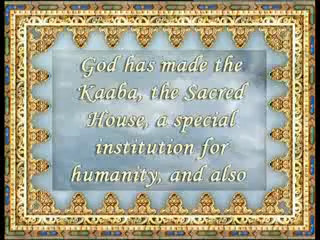 God has made the
Kaaba, the Sacred
House, a special
institution for
humanity, and also